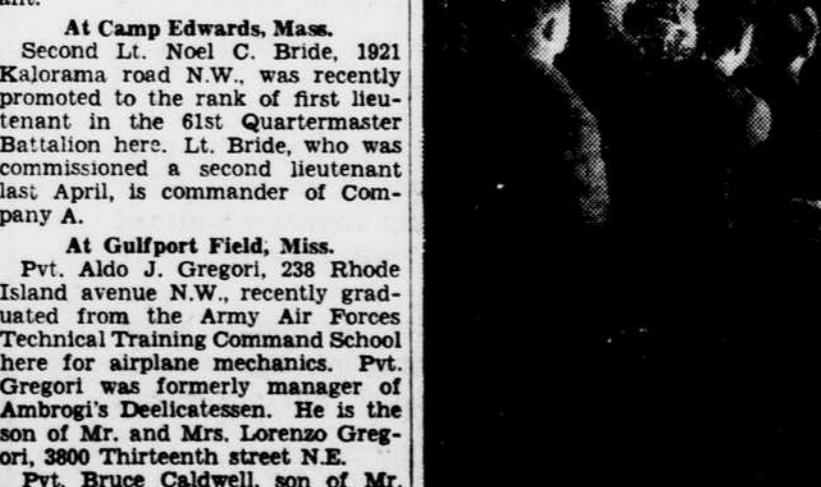 ant.
At Camp Edwards, Mass.
Second Lt. Noel C. Bride, 1921
Kalorama road N.W., was recently
promoted to the rank of first lieu-
tenant in the 61st Quartermaster
Battalion here. Lt. Bride, who was
commissioned a second lieutenant
last April, is commander of Com-
pany A.
At Gulfport Field, Miss.
Pvt. Aldo J. Gregori, 238 Rhode
Island avenue N.W., recently grad-
uated from the Army Air Forces
Technical Training Command School
here for airplane mechanics. Pvt.
Gregori was formerly manager of
Ambrogi's Deelicatessen. He is the
son of Mr. and Mrs. Lorenzo Greg-
ori, 3800 Thirteenth street N.E.
Pvt. Bruce Caldwell, son of Mr.